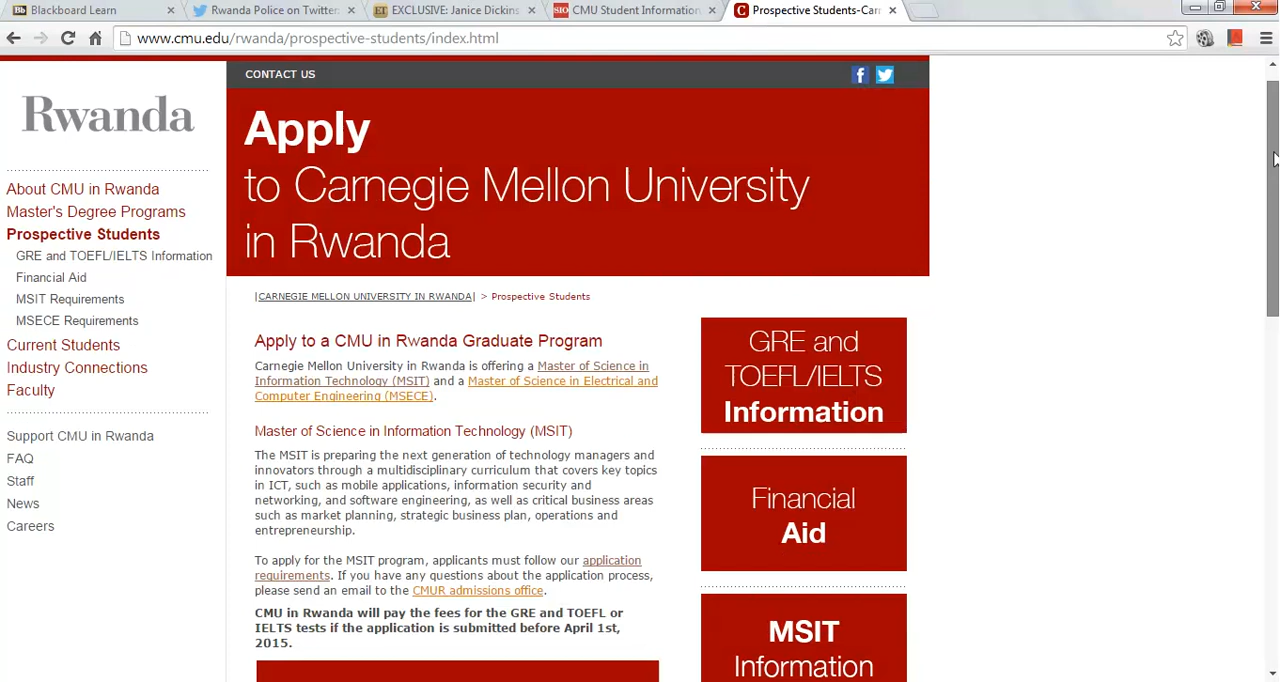 Blackboard Learn
Rwanda Police on Twitter:
EXCLUSIVE: Janice Dickins
CMU Student Information
Prospective Students-Car
www.cmu.edu/rwanda/prospective-students/index.html
Rwanda
About CMU in Rwanda
Master's Degree Programs
Prospective Students
GRE and TOEFL/IELTS Information
Financial Aid
MSIT Requirements
MSECE Requirements
Current Students
Industry Connections
Faculty
Support CMU in Rwanda
FAQ
Staff
News
Careers
CONTACT US
Apply
to Carnegie Mellon University
in Rwanda
|CARNEGIE MELLON UNIVERSITY IN RWANDA| > Prospective Students
Apply to a CMU in Rwanda Graduate Program
Carnegie Mellon University in Rwanda is offering a Master of Science in
Information Technology (MSIT) and a Master of Science in Electrical and
Computer Engineering (MSECE).
Master of Science in Information Technology (MSIT)
The MSIT is preparing the next generation of technology managers and
innovators through a multidisciplinary curriculum that covers key topics
in ICT, such as mobile applications, information security and
networking, and software engineering, as well as critical business areas
such as market planning, strategic business plan, operations and
entrepreneurship.
To apply for the MSIT program, applicants must follow our application
requirements. If you have any questions about the application process,
please send an email to the CMUR admissions office.
CMU in Rwanda will pay the fees for the GRE and TOEFL or
IELTS tests if the application is submitted before April 1st,
2015.
GRE and
TOEFL/IELTS
Information
Financial
Aid
MSIT
Information